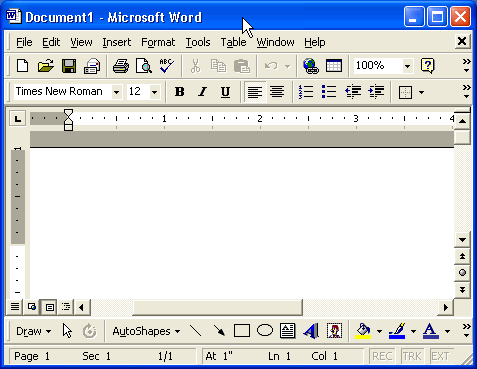 Document1 - Microsoft Word
File Edit View Insert Format Tools Table Window Help
ABC 100% ?
Times New Roman 12 B I U
1 2 3 4
1
Draw AutoShapes A A
Page 1 Sec 1 1/1 At 1" Ln 1 Col 1 REC TRK EXT